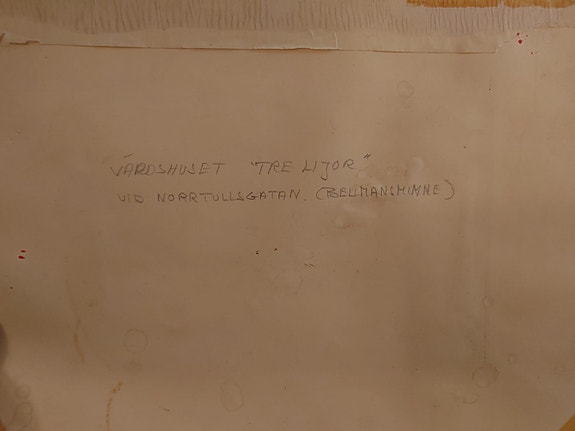 VÄRDSHUSET "TRE LIJOR"
VID NORRTULLSGATAN. (BELLMANSMINNE)